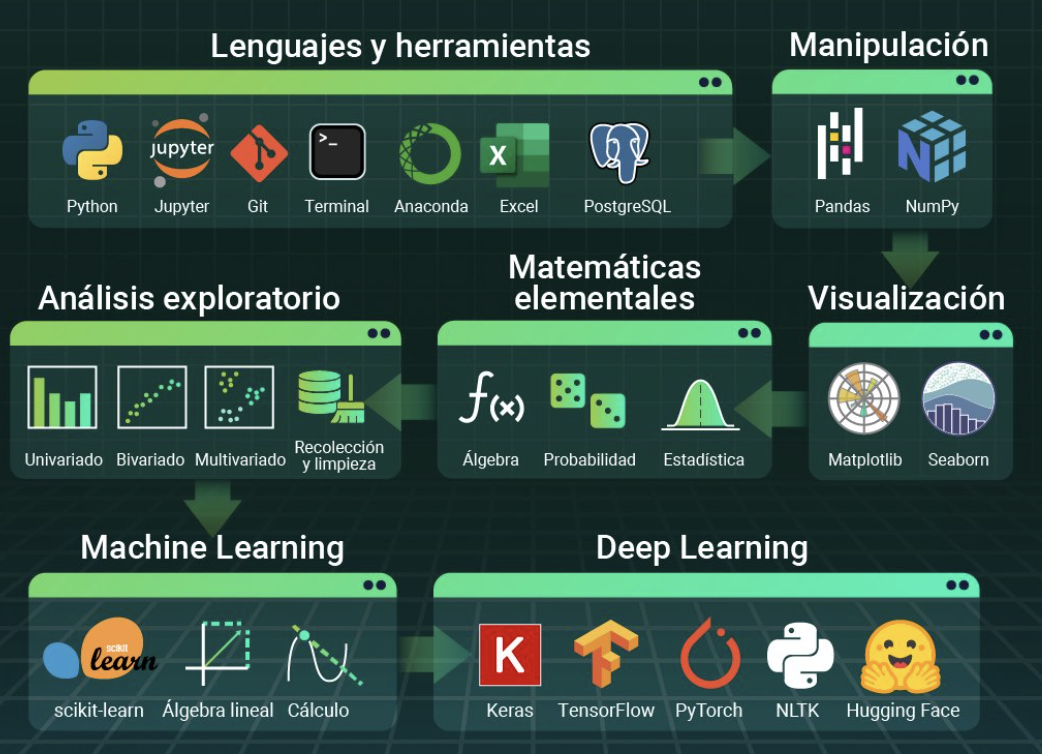 Lenguajes y herramientas
Manipulación
>_
jupyter
X
Python
Jupyter
Git
Terminal
Anaconda
Excel
PostgreSQL
Pandas
NumPy
Análisis exploratorio
Matemáticas
elementales
Visualización
f(x)
Univariado
Bivariado
Multivariado
Recolección
y limpieza
Álgebra
Probabilidad
Estadística
Matplotlib
Seaborn
Machine Learning
Deep Learning
scikit
learn
K
scikit-learn
Álgebra lineal
Cálculo
Keras
TensorFlow
PyTorch
NLTK
Hugging Face